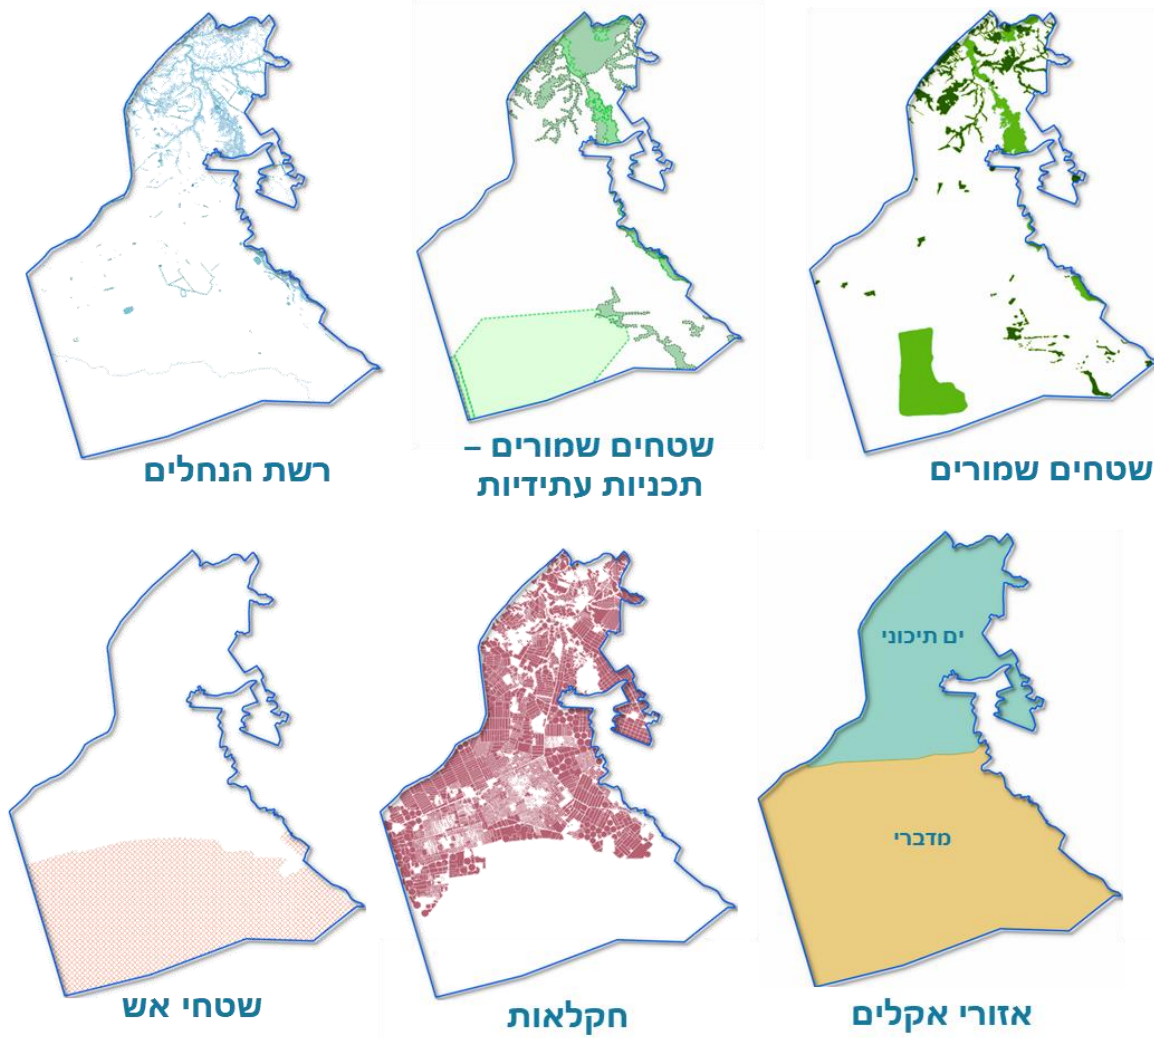 שטחים שמורים
שטחים שמורים –
תכניות עתידיות
רשת הנחלים
ים תיכוני
מדברי
אזורי אקלים
חקלאות
שטחי אש